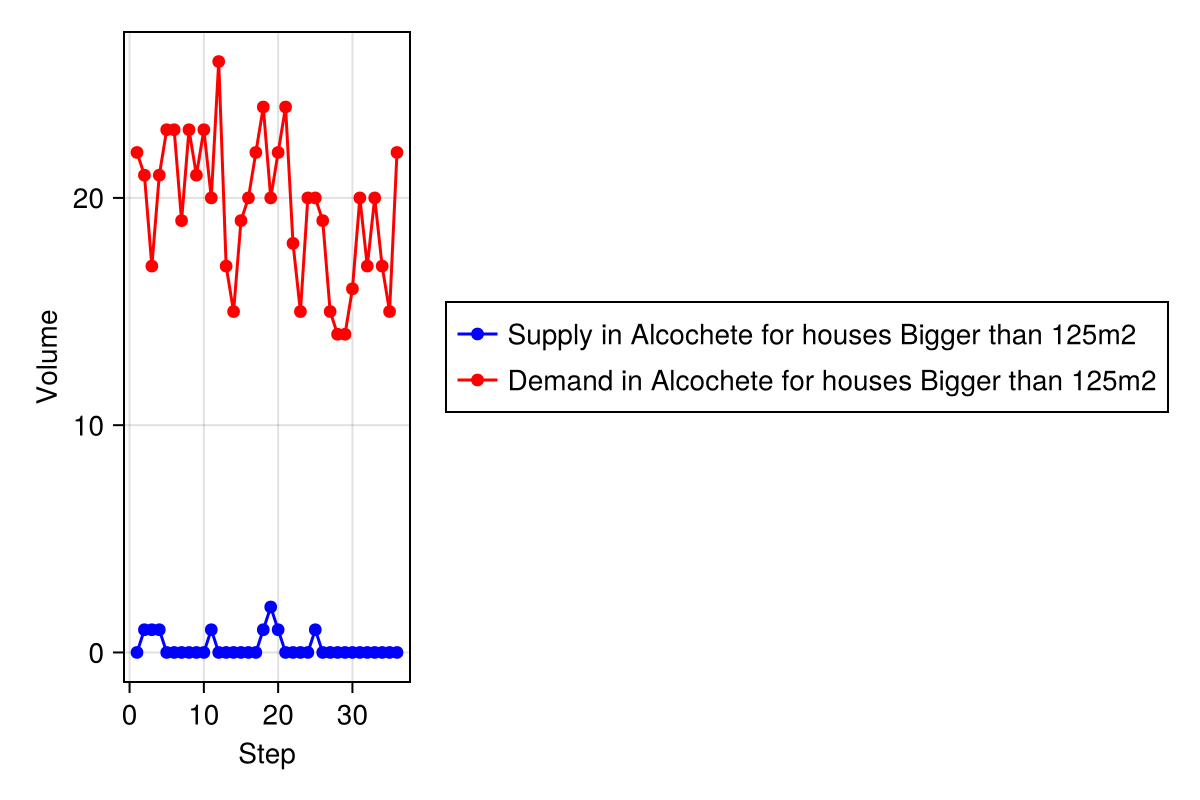 Volume
20
10
0
0 10 20 30
Step
Supply in Alcochete for houses Bigger than 125m2
Demand in Alcochete for houses Bigger than 125m2